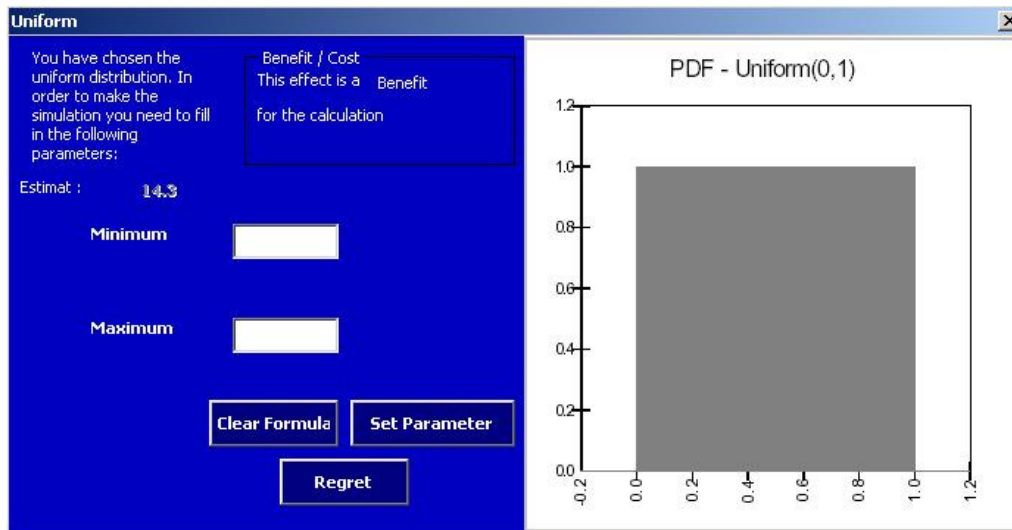 Uniform
You have chosen the
uniform distribution. In
order to make the
simulation you need to fill
in the following
parameters:
Benefit / Cost
This effect is a Benefit
for the calculation
Estimat : 14.3
Minimum
Maximum
Clear Formula
Set Parameter
Regret
PDF - Uniform(0,1)
1.2
1.0
0.8
0.6
0.4
0.2
0.0
-0.2
0.0
0.2
0.4
0.6
0.8
1.0
1.2